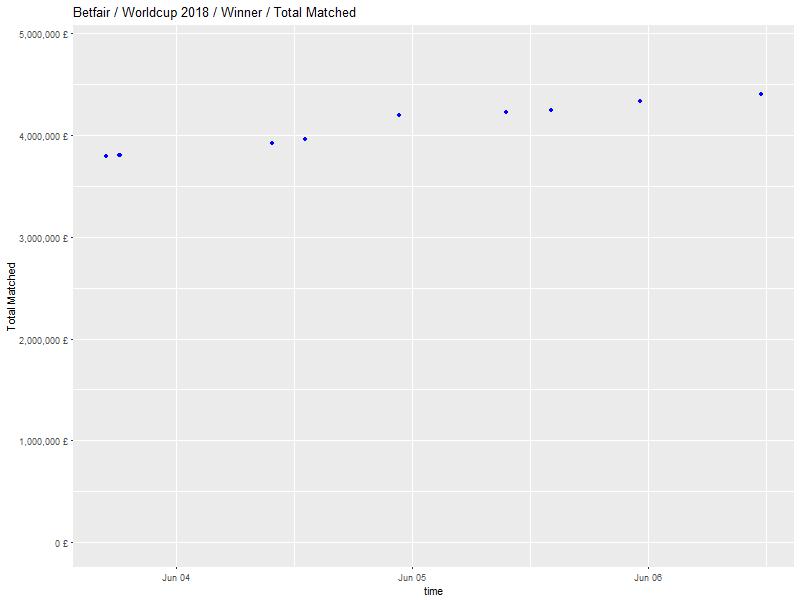 Betfair / Worldcup 2018 / Winner / Total Matched
5,000,000 £
4,000,000 £
3,000,000 £
2,000,000 £
1,000,000 £
0 £
Total Matched
Jun 04
Jun 05
Jun 06
time